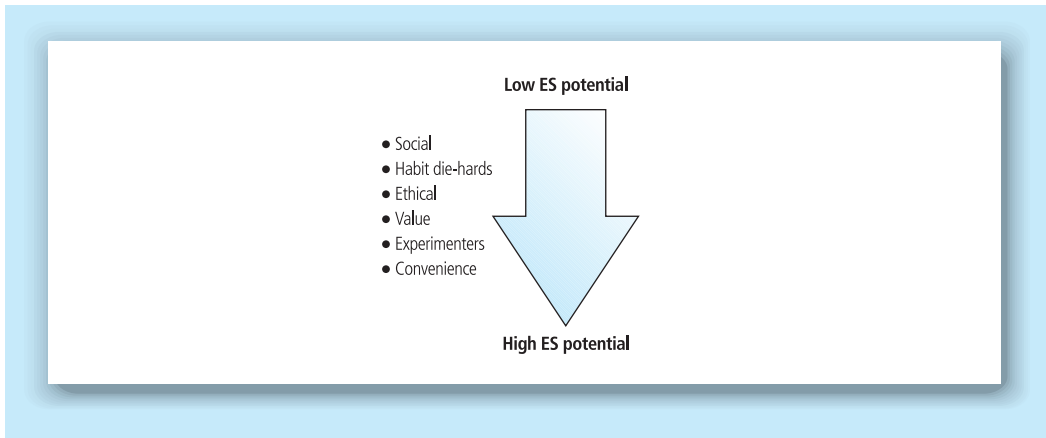 Low ES potential
● Social
● Habit die-hards
● Ethical
● Value
● Experimenters
● Convenience
High ES potential